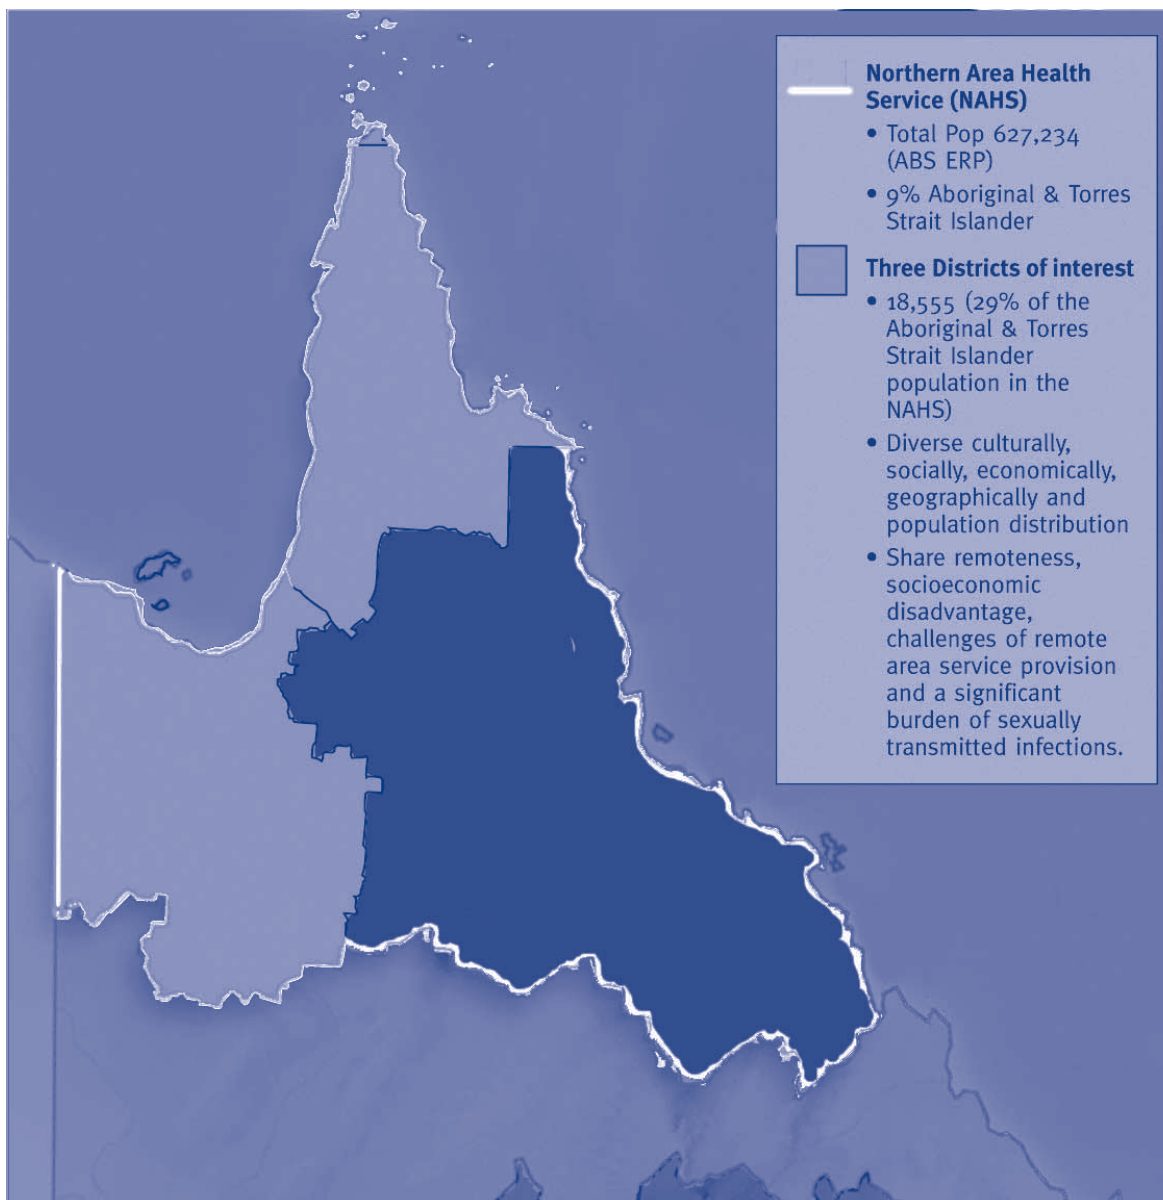 Northern Area Health
Service (NAHS)
• Total Pop 627,234
(ABS ERP)
• 9% Aboriginal & Torres
Strait Islander
Three Districts of interest
• 18,555 (29% of the
Aboriginal & Torres
Strait Islander
population in the
NAHS)
• Diverse culturally,
socially, economically,
geographically and
population distribution
• Share remoteness,
socioeconomic
disadvantage,
challenges of remote
area service provision
and a significant
burden of sexually
transmitted infections.